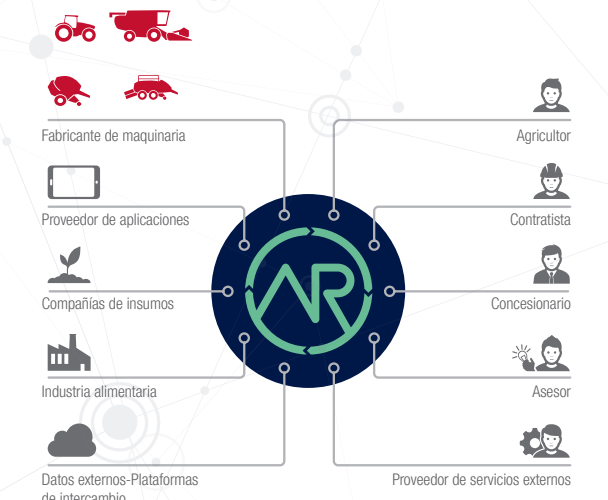 Fabricante de maquinaria
Agricultor
Proveedor de aplicaciones
Contratista
Compañías de insumos
Concesionario
Industria alimentaria
Asesor
Datos externos-Plataformas
de intercambio
Proveedor de servicios externos
AR